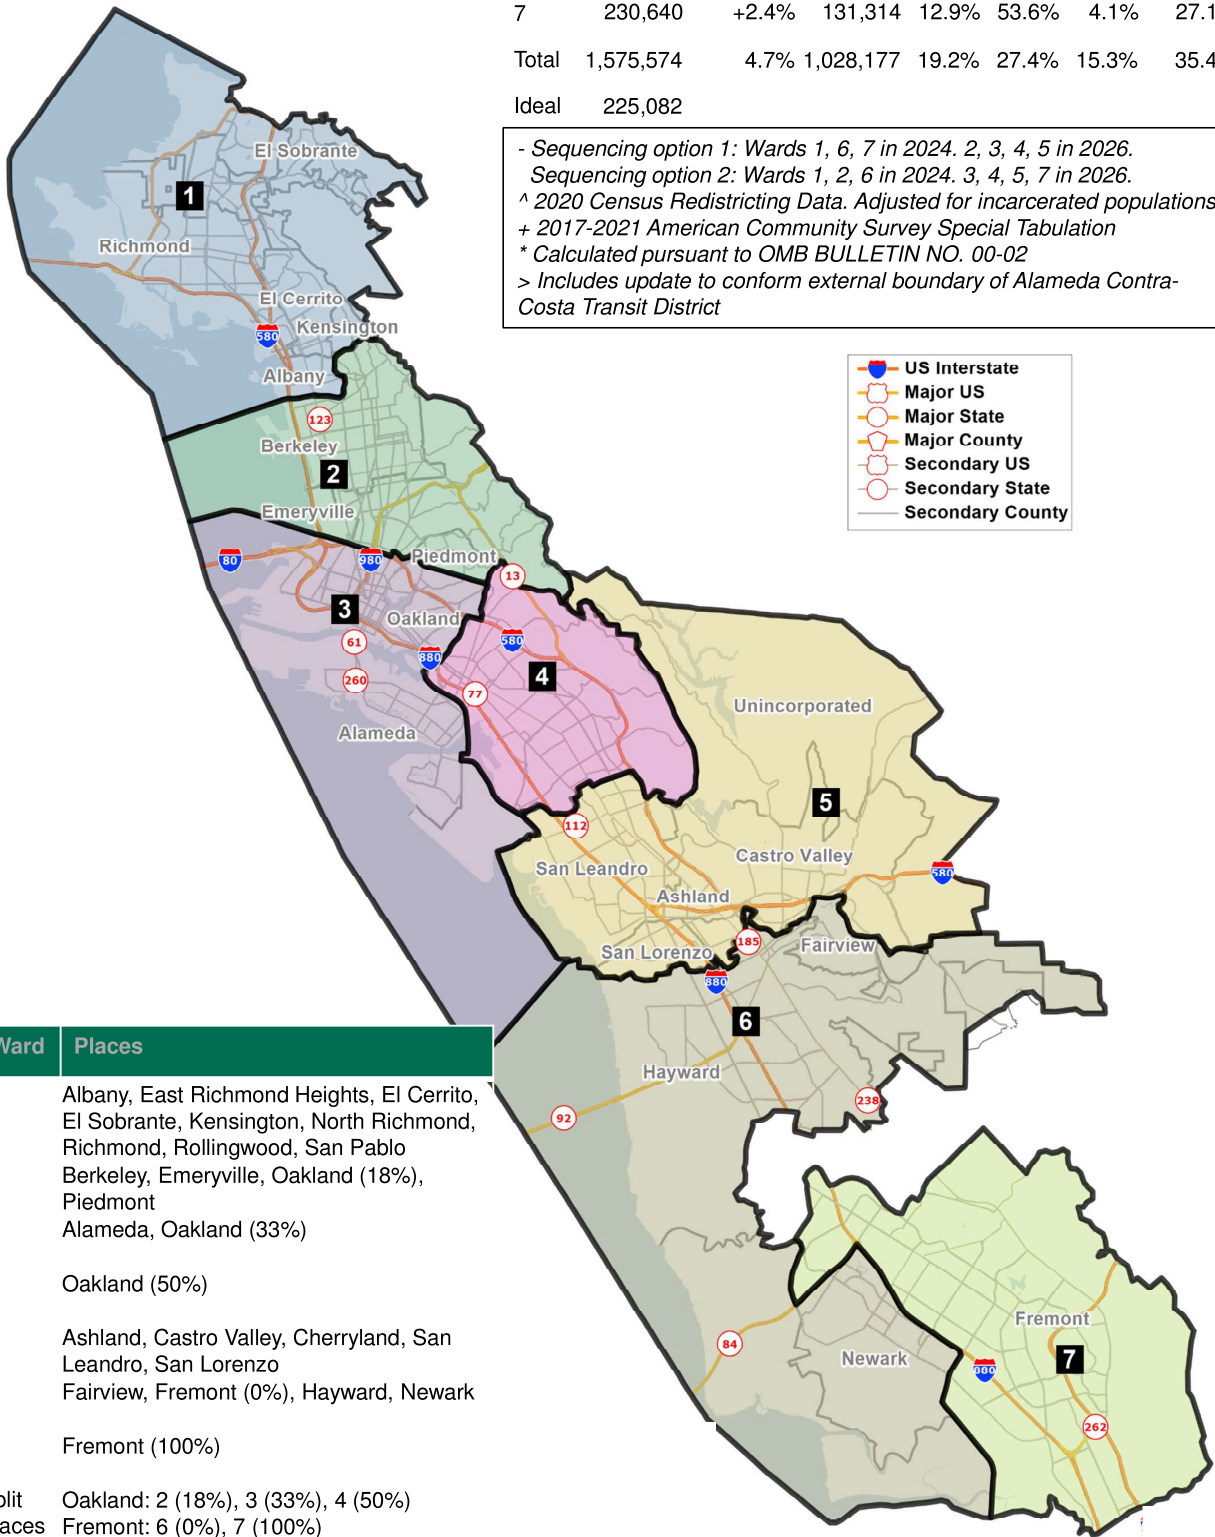 7 230,640 +2.4% 131,314 12.9% 53.6% 4.1% 27.1
Total 1,575,574 4.7% 1,028,177 19.2% 27.4% 15.3% 35.4
Ideal 225,082
- Sequencing option 1: Wards 1, 6, 7 in 2024. 2, 3, 4, 5 in 2026.
Sequencing option 2: Wards 1, 2, 6 in 2024. 3, 4, 5, 7 in 2026.
^ 2020 Census Redistricting Data. Adjusted for incarcerated populations
+ 2017-2021 American Community Survey Special Tabulation
* Calculated pursuant to OMB BULLETIN NO. 00-02
> Includes update to conform external boundary of Alameda Contra-
Costa Transit District
US Interstate
Major US
Major State
Major County
Secondary US
Secondary State
Secondary County
El Sobrante
1
Richmond
El Cerrito
Kensington
580
Albany
123
Berkeley
2
Emeryville
80
980
Piedmont
13
3
Oakland
61
580
880
260
77
4
Alameda
Unincorporated
5
112
Castro Valley
San Leandro
580
Ashland
185
Fairview
San Lorenzo
880
6
Hayward
92
238
84
Newark
Fremont
7
880
262
Ward Places
Albany, East Richmond Heights, El Cerrito,
El Sobrante, Kensington, North Richmond,
Richmond, Rollingwood, San Pablo
Berkeley, Emeryville, Oakland (18%),
Piedmont
Alameda, Oakland (33%)
Oakland (50%)
Ashland, Castro Valley, Cherryland, San
Leandro, San Lorenzo
Fairview, Fremont (0%), Hayward, Newark
Fremont (100%)
plit Oakland: 2 (18%), 3 (33%), 4 (50%)
aces Fremont: 6 (0%), 7 (100%)